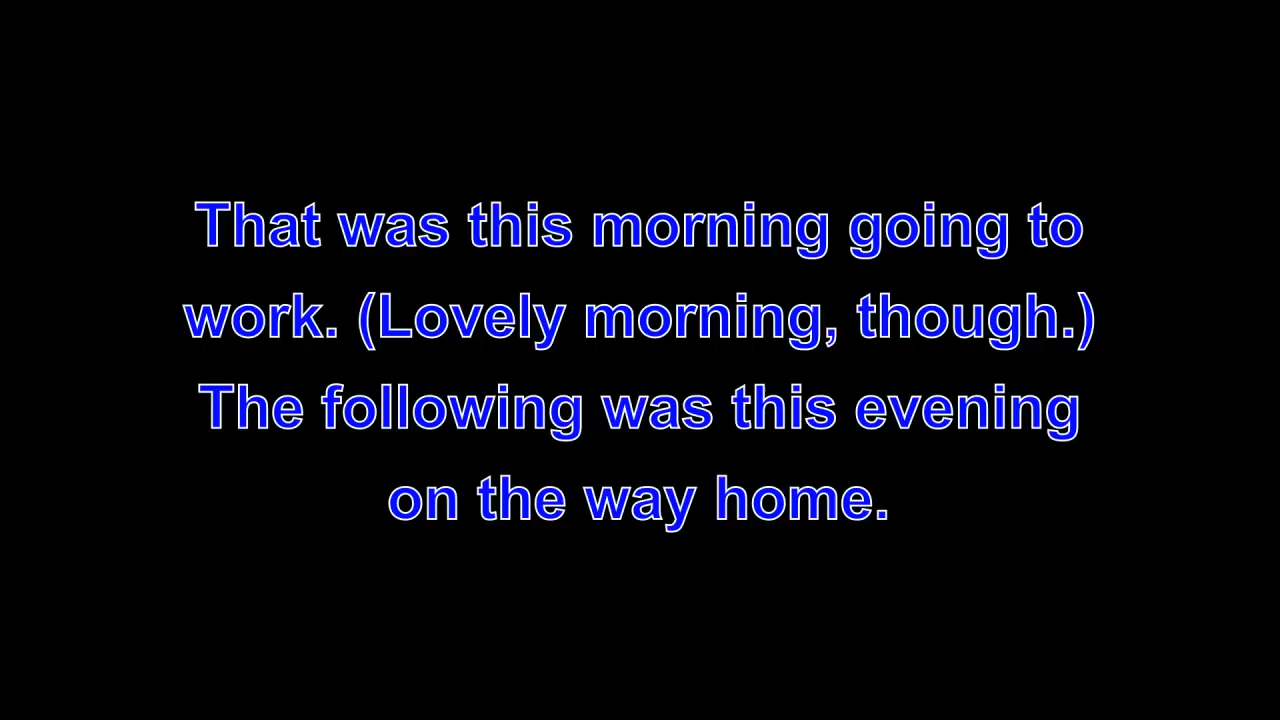 That was this morning going to
work. (Lovely morning, though.)
The following was this evening
on the way home.